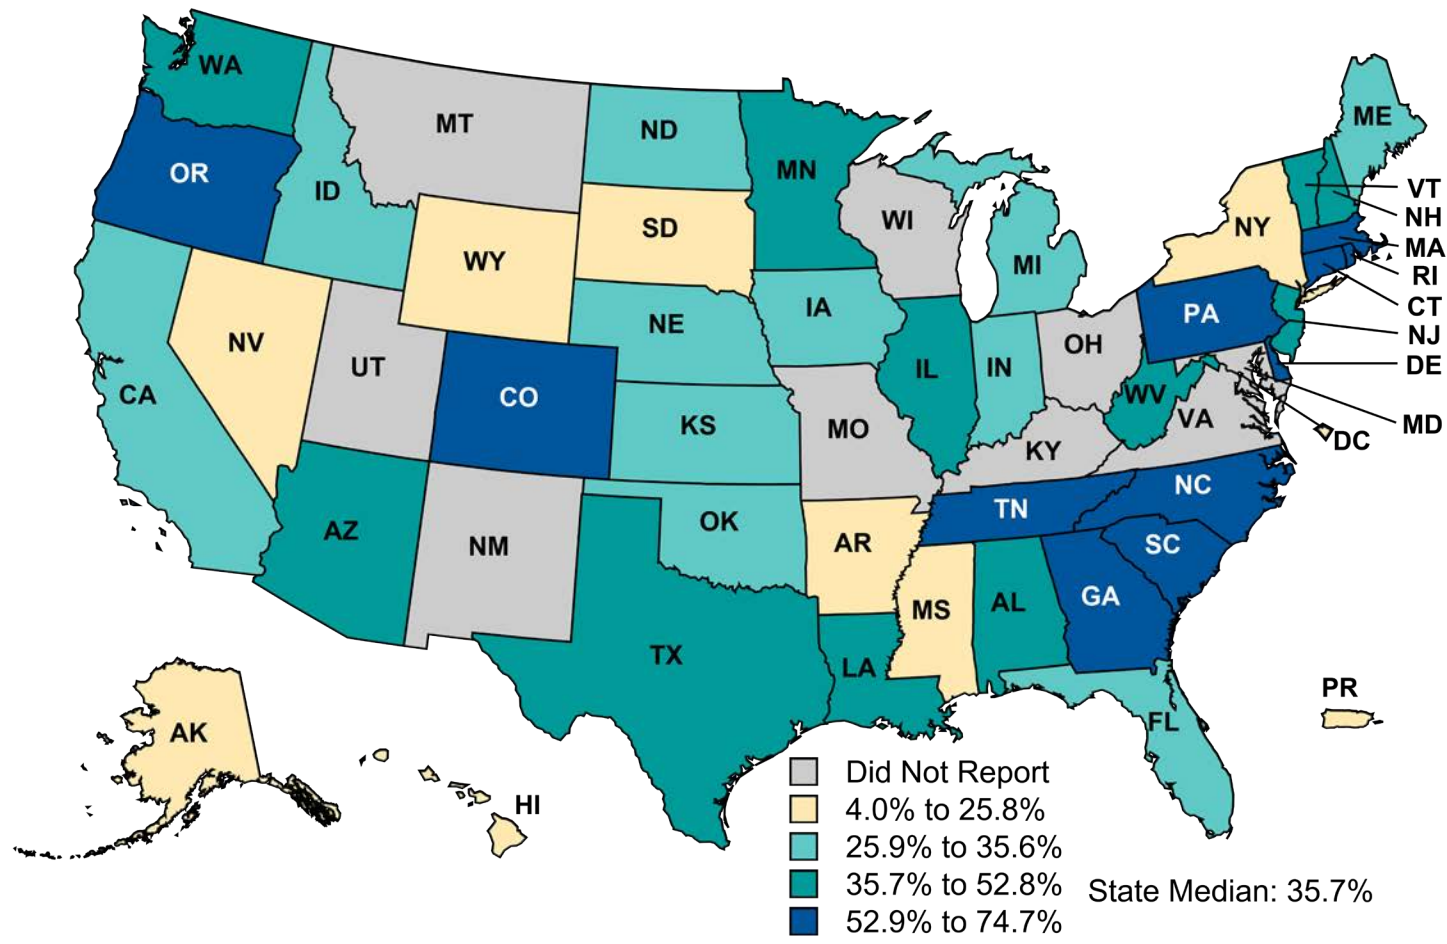 WA
MT
ND
ME
OR
ID
MN
VT
WI
NH
SD
NY
MA
WY
MI
RI
CT
IA
NE
PA
NJ
NV
OH
UT
IL
IN
DE
CA
CO
WV
MD
VA
KS
MO
DC
KY
NC
TN
OK
AZ
NM
AR
SC
GA
MS
AL
TX
LA
PR
FL
AK
HI
Did Not Report
4.0% to 25.8%
25.9% to 35.6%
35.7% to 52.8%
State Median: 35.7%
52.9% to 74.7%